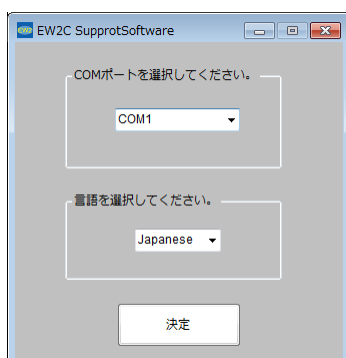 EW2 EW2C SupprotSoftware
COMポートを選択してください。
COM1
言語を選択してください。
Japanese
決定